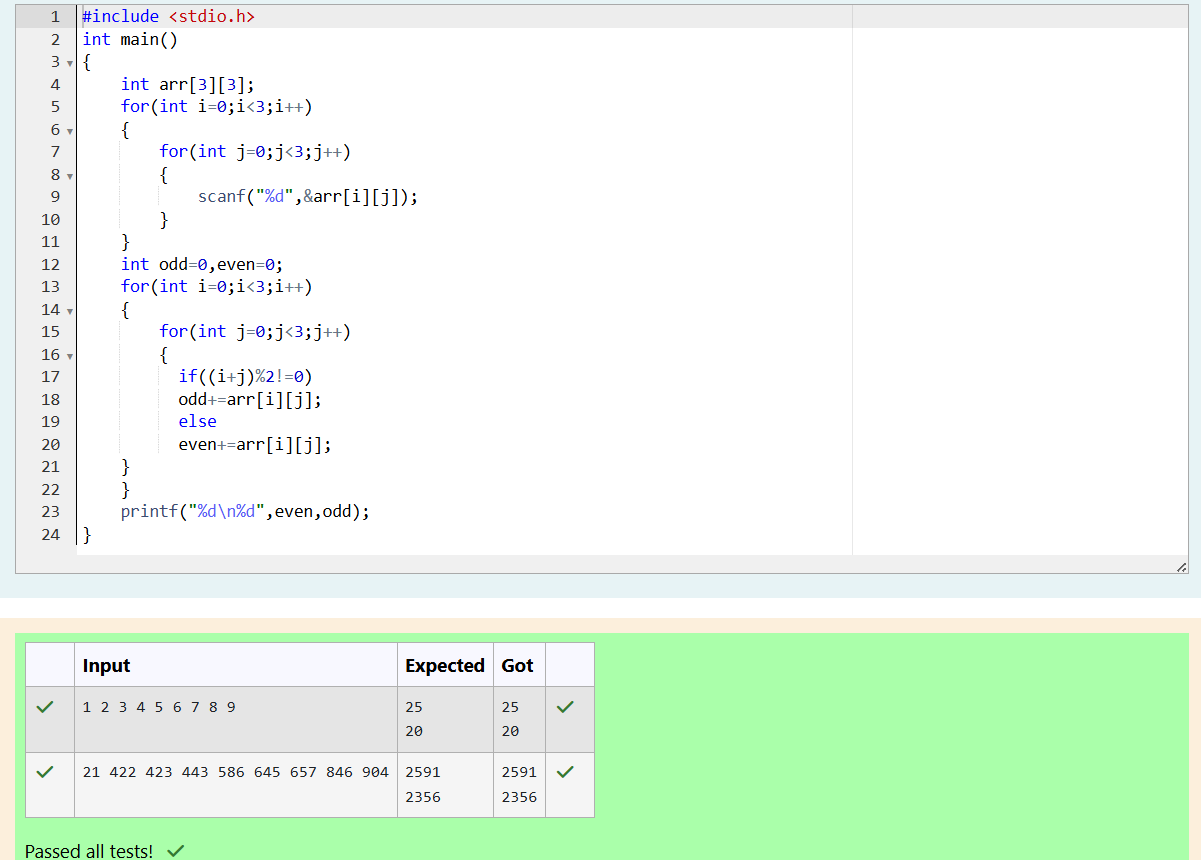 1 #include <stdio.h>
2 int main()
3 {
4     int arr[3][3];
5     for(int i=0;i<3;i++)
6     {
7         for(int j=0;j<3;j++)
8         {
9             scanf("%d",&arr[i][j]);
10         }
11     }
12     int odd=0,even=0;
13     for(int i=0;i<3;i++)
14     {
15         for(int j=0;j<3;j++)
16         {
17           if((i+j)%2!=0)
18           odd+=arr[i][j];
19           else
20           even+=arr[i][j];
21     }
22     }
23     printf("%d\n%d",even,odd);
24 }
Input Expected Got
1 2 3 4 5 6 7 8 9 25 25
20 20
21 422 423 443 586 645 657 846 904 2591 2591
2356 2356
Passed all tests!